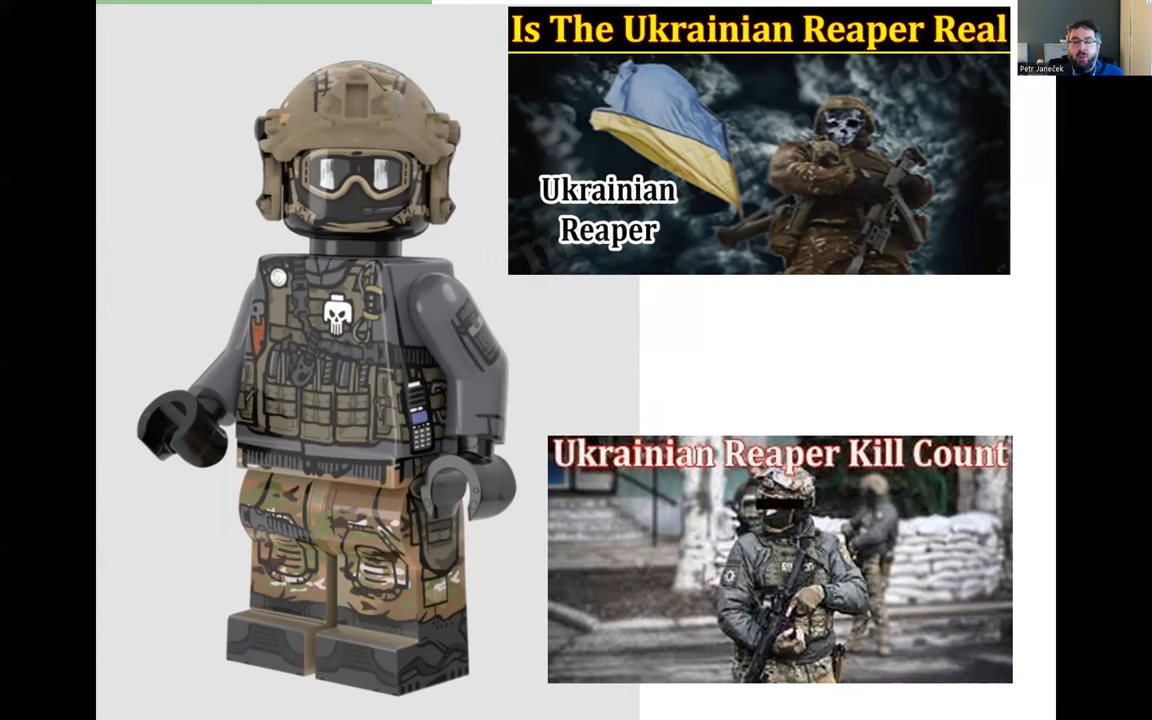 Is The Ukrainian Reaper Real
Petr Janeček
Ukrainian
Reaper
Ukrainian Reaper Kill Count